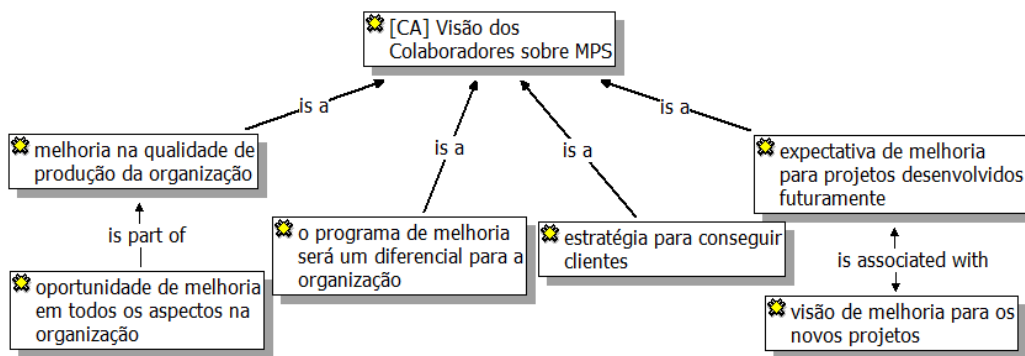 [CA] Visão dos
Colaboradores sobre MPS
is a
is a
is a
is a
melhoria na qualidade de
produção da organização
expectativa de melhoria
para projetos desenvolvidos
futuramente
is part of
o programa de melhoria
será um diferencial para a
organização
estratégia para conseguir
clientes
is associated with
oportunidade de melhoria
em todos os aspectos na
organização
visão de melhoria para os
novos projetos